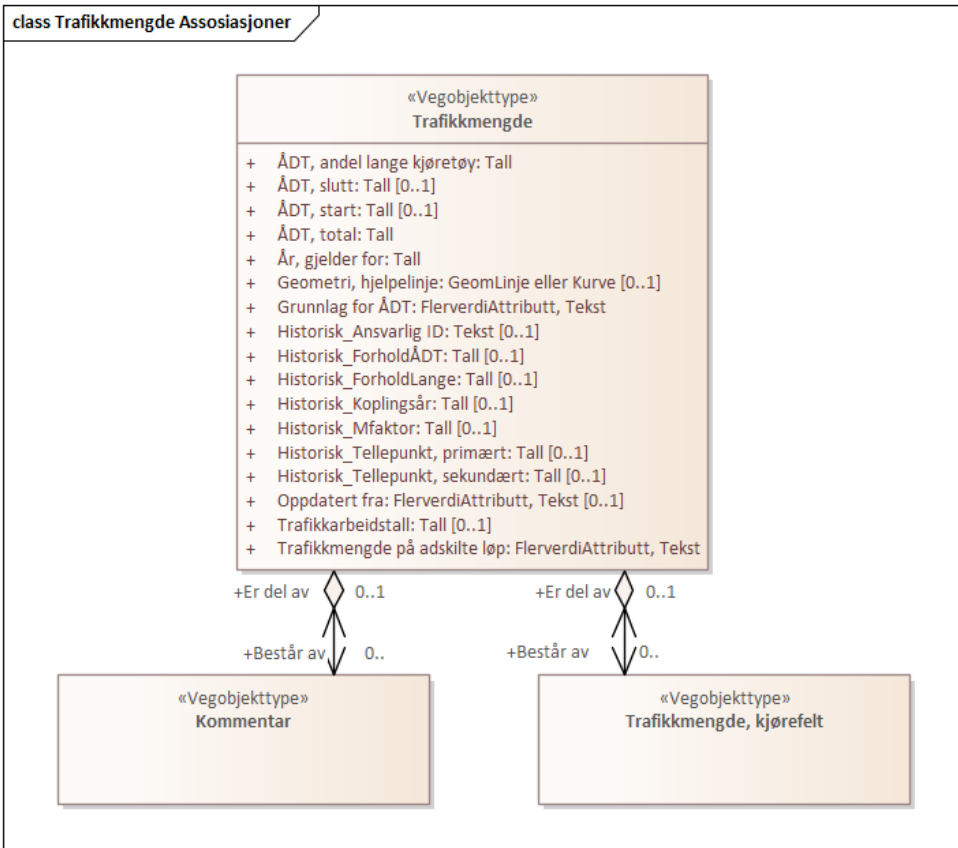 class Trafikkmengde Assosiasjoner
«Vegobjekttype»
Trafikkmengde
+ ÅDT, andel lange kjøretøy: Tall
+ ÅDT, slutt: Tall [0..1]
+ ÅDT, start: Tall [0..1]
+ ÅDT, total: Tall
+ År, gjelder for: Tall
+ Geometri, hjelpelinje: GeomLinje eller Kurve [0..1]
+ Grunnlag for ÅDT: FlerverdiAttributt, Tekst
+ Historisk_Ansvarlig ID: Tekst [0..1]
+ Historisk_ForholdÅDT: Tall [0..1]
+ Historisk_ForholdLange: Tall [0..1]
+ Historisk_Koplingsår: Tall [0..1]
+ Historisk_Mfaktor: Tall [0..1]
+ Historisk_Tellepunkt, primært: Tall [0..1]
+ Historisk_Tellepunkt, sekundært: Tall [0..1]
+ Oppdatert fra: FlerverdiAttributt, Tekst [0..1]
+ Trafikkarbeidstall: Tall [0..1]
+ Trafikkmengde på adskilte løp: FlerverdiAttributt, Tekst
+Er del av 0..1 +Er del av 0..1
+Består av 0.. +Består av 0..
«Vegobjekttype»
Kommentar
«Vegobjekttype»
Trafikkmengde, kjørefelt